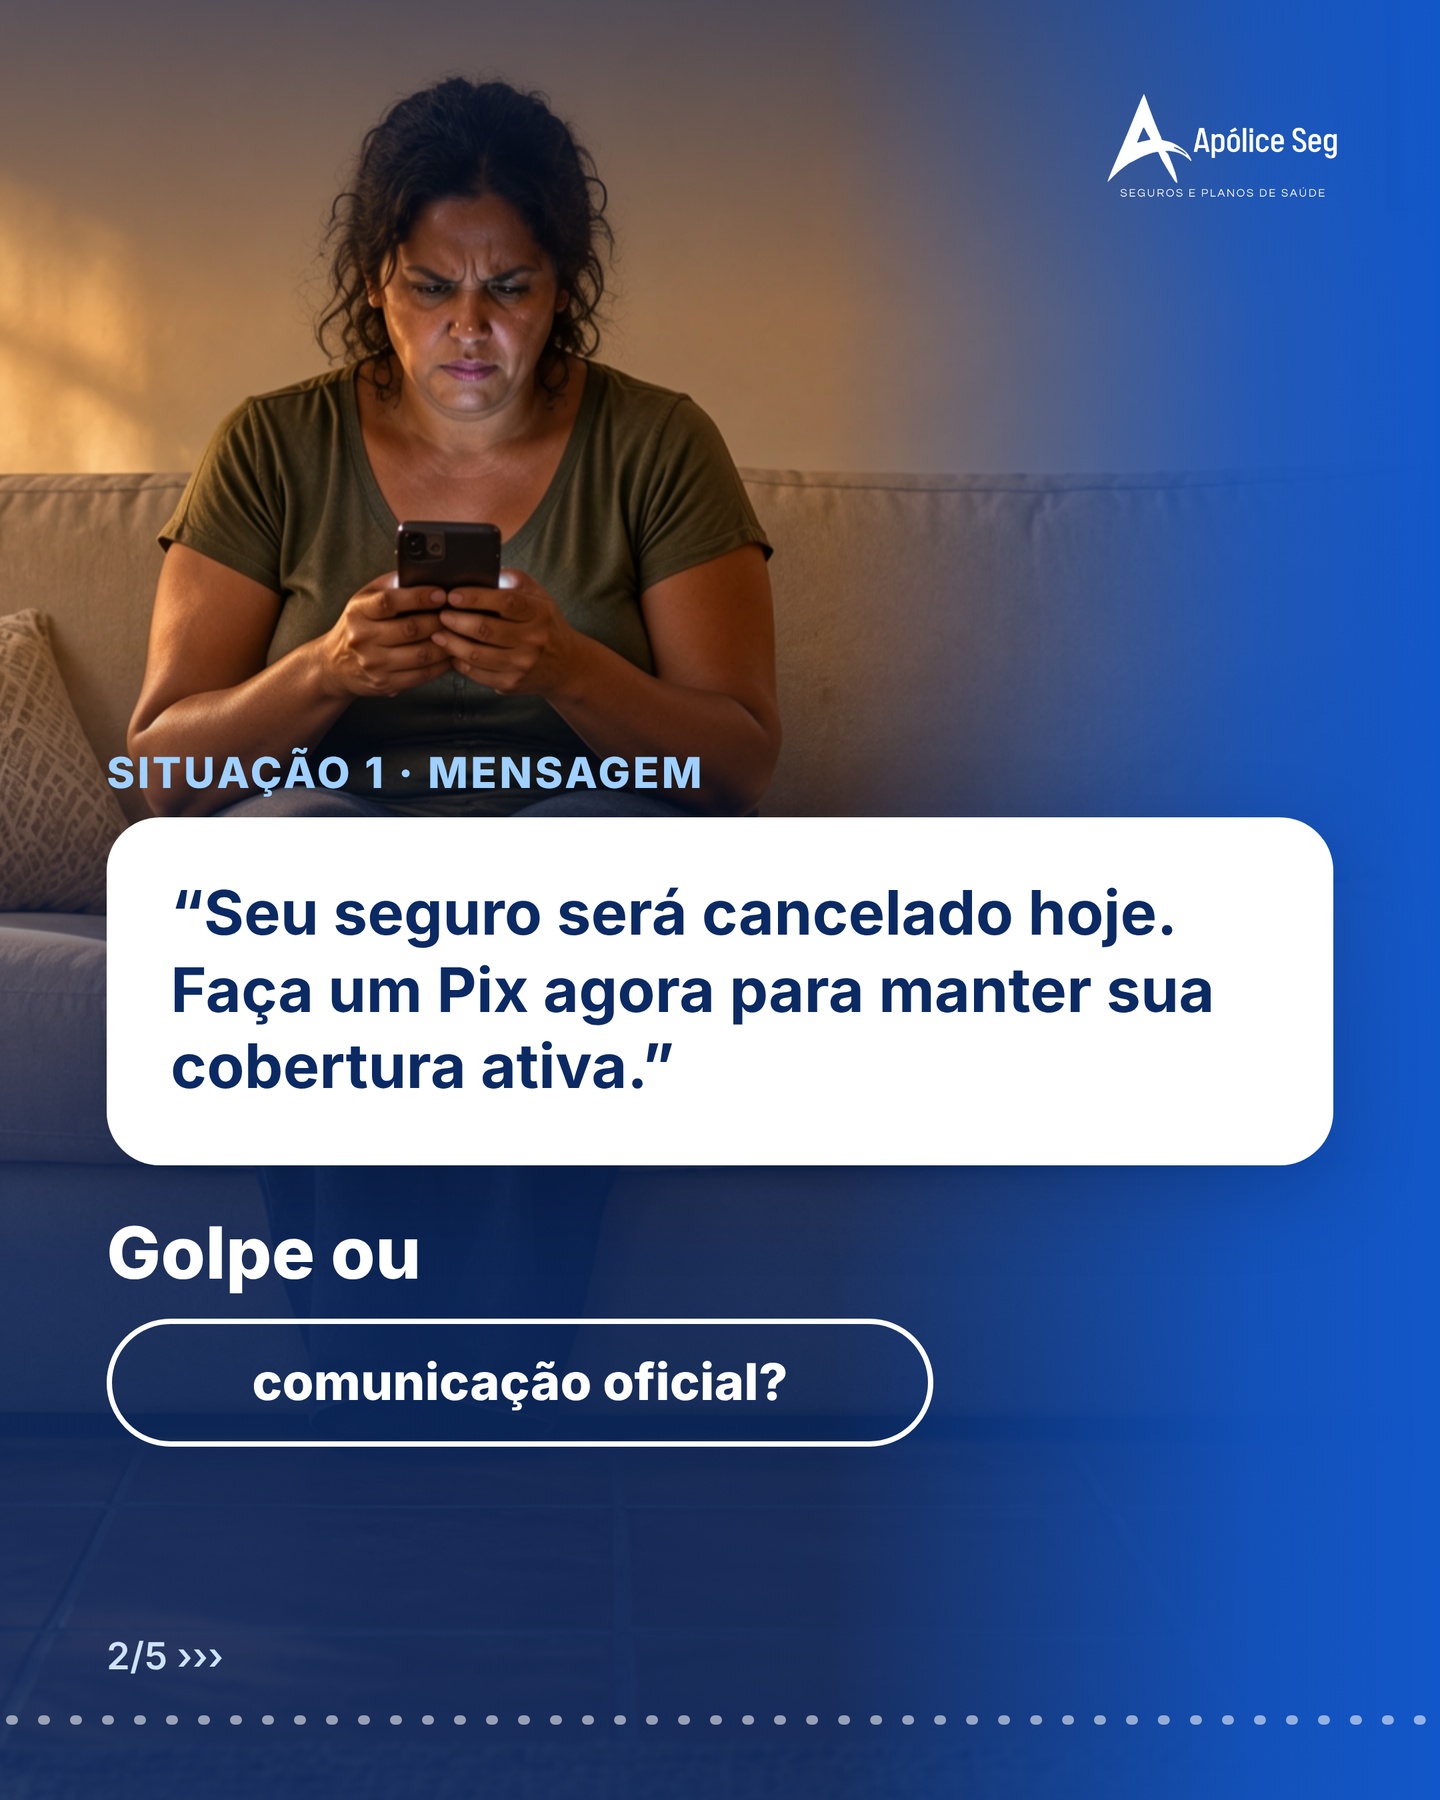 Apólice Seg
SEGUROS E PLANOS DE SAÚDE
SITUAÇÃO 1 · MENSAGEM
“Seu seguro será cancelado hoje.
Faça um Pix agora para manter sua
cobertura ativa.”
Golpe ou
comunicação oficial?
2/5 ›››